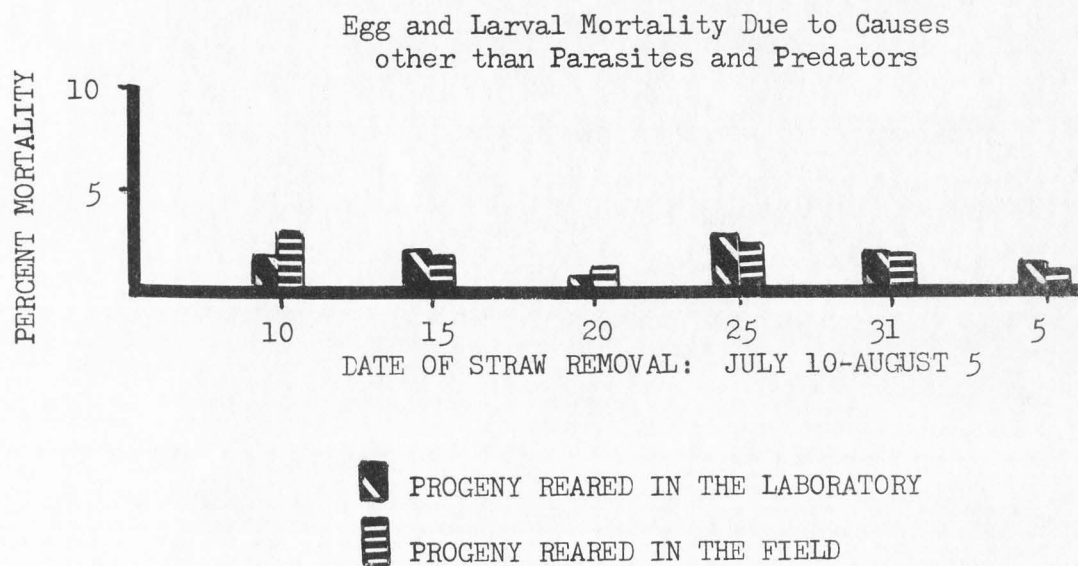 Egg and Larval Mortality Due to Causes
other than Parasites and Predators
PERCENT MORTALITY
10
5
10 15 20 25 31 5
DATE OF STRAW REMOVAL: JULY 10-AUGUST 5
PROGENY REARED IN THE LABORATORY
PROGENY REARED IN THE FIELD